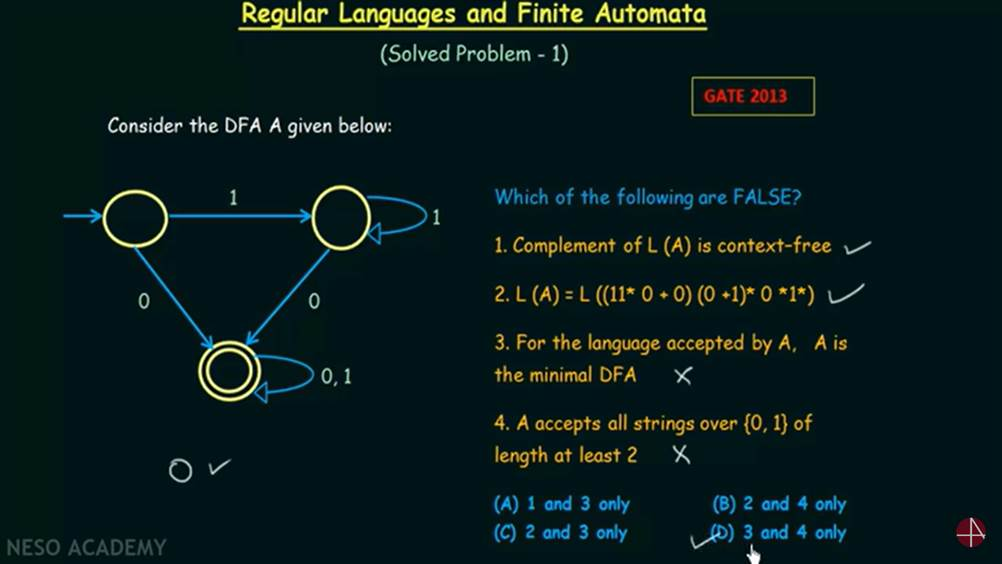 Regular Languages and Finite Automata
(Solved Problem - 1)
GATE 2013
Consider the DFA A given below:
1
1
0
0
0, 1
0
Which of the following are FALSE?
1. Complement of L (A) is context-free
2. L (A) = L ((11* 0 + 0) (0 +1)* 0 *1*)
3. For the language accepted by A, A is
the minimal DFA
4. A accepts all strings over {0, 1} of
length at least 2
(A) 1 and 3 only
(B) 2 and 4 only
(C) 2 and 3 only
(D) 3 and 4 only
NESO ACADEMY